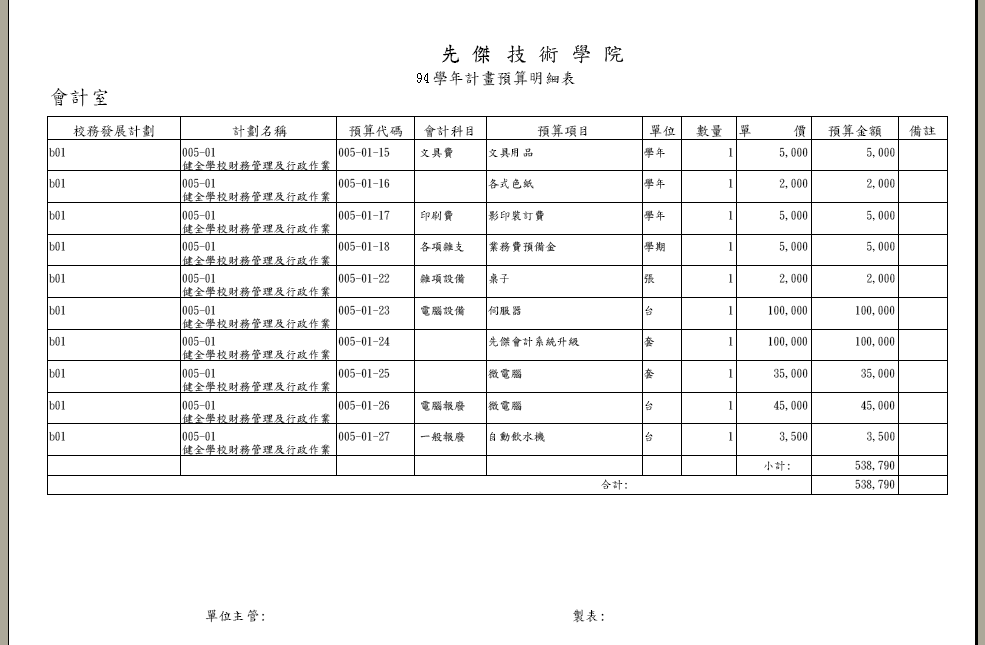 先 傑 技 術 學 院
94學年計畫預算明細表
會計室
校務發展計劃 計劃名稱 預算代碼 會計科目 預算項目 單位 數量 單 價 預算金額 備註
b01 005-01 005-01-15 文具費 文具用品 學年 1 5,000 5,000
健全學校財務管理及行政作業
b01 005-01 005-01-16 各式色紙 學年 1 2,000 2,000
健全學校財務管理及行政作業
b01 005-01 005-01-17 印刷費 影印裝訂費 學年 1 5,000 5,000
健全學校財務管理及行政作業
b01 005-01 005-01-18 各項雜支 業務費預備金 學期 1 5,000 5,000
健全學校財務管理及行政作業
b01 005-01 005-01-22 雜項設備 桌子 張 1 2,000 2,000
健全學校財務管理及行政作業
b01 005-01 005-01-23 電腦設備 伺服器 台 1 100,000 100,000
健全學校財務管理及行政作業
b01 005-01 005-01-24 先傑會計系統升級 套 1 100,000 100,000
健全學校財務管理及行政作業
b01 005-01 005-01-25 微電腦 套 1 35,000 35,000
健全學校財務管理及行政作業
b01 005-01 005-01-26 電腦報廢 微電腦 台 1 45,000 45,000
健全學校財務管理及行政作業
b01 005-01 005-01-27 一般報廢 自動飲水機 台 1 3,500 3,500
健全學校財務管理及行政作業
小計: 538,790
合計: 538,790
單位主管: 製表: